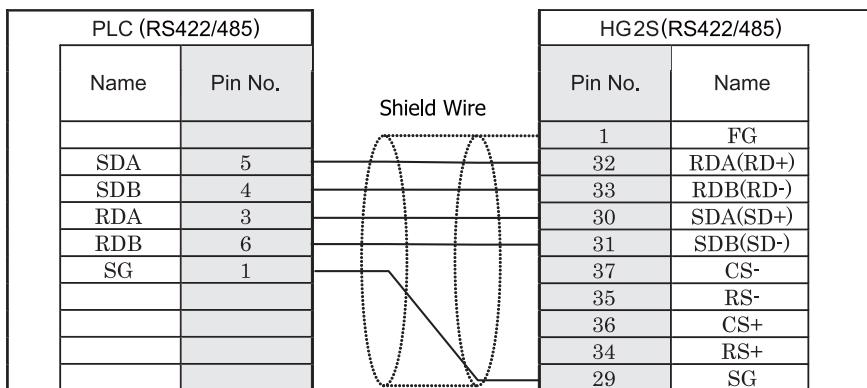 PLC (RS422/485) HG2S(RS422/485)
Name Pin No. Pin No. Name
Shield Wire
1 FG
SDA 5 32 RDA(RD+)
SDB 4 33 RDB(RD-)
RDA 3 30 SDA(SD+)
RDB 6 31 SDB(SD-)
SG 1 37 CS-
35 RS-
36 CS+
34 RS+
29 SG